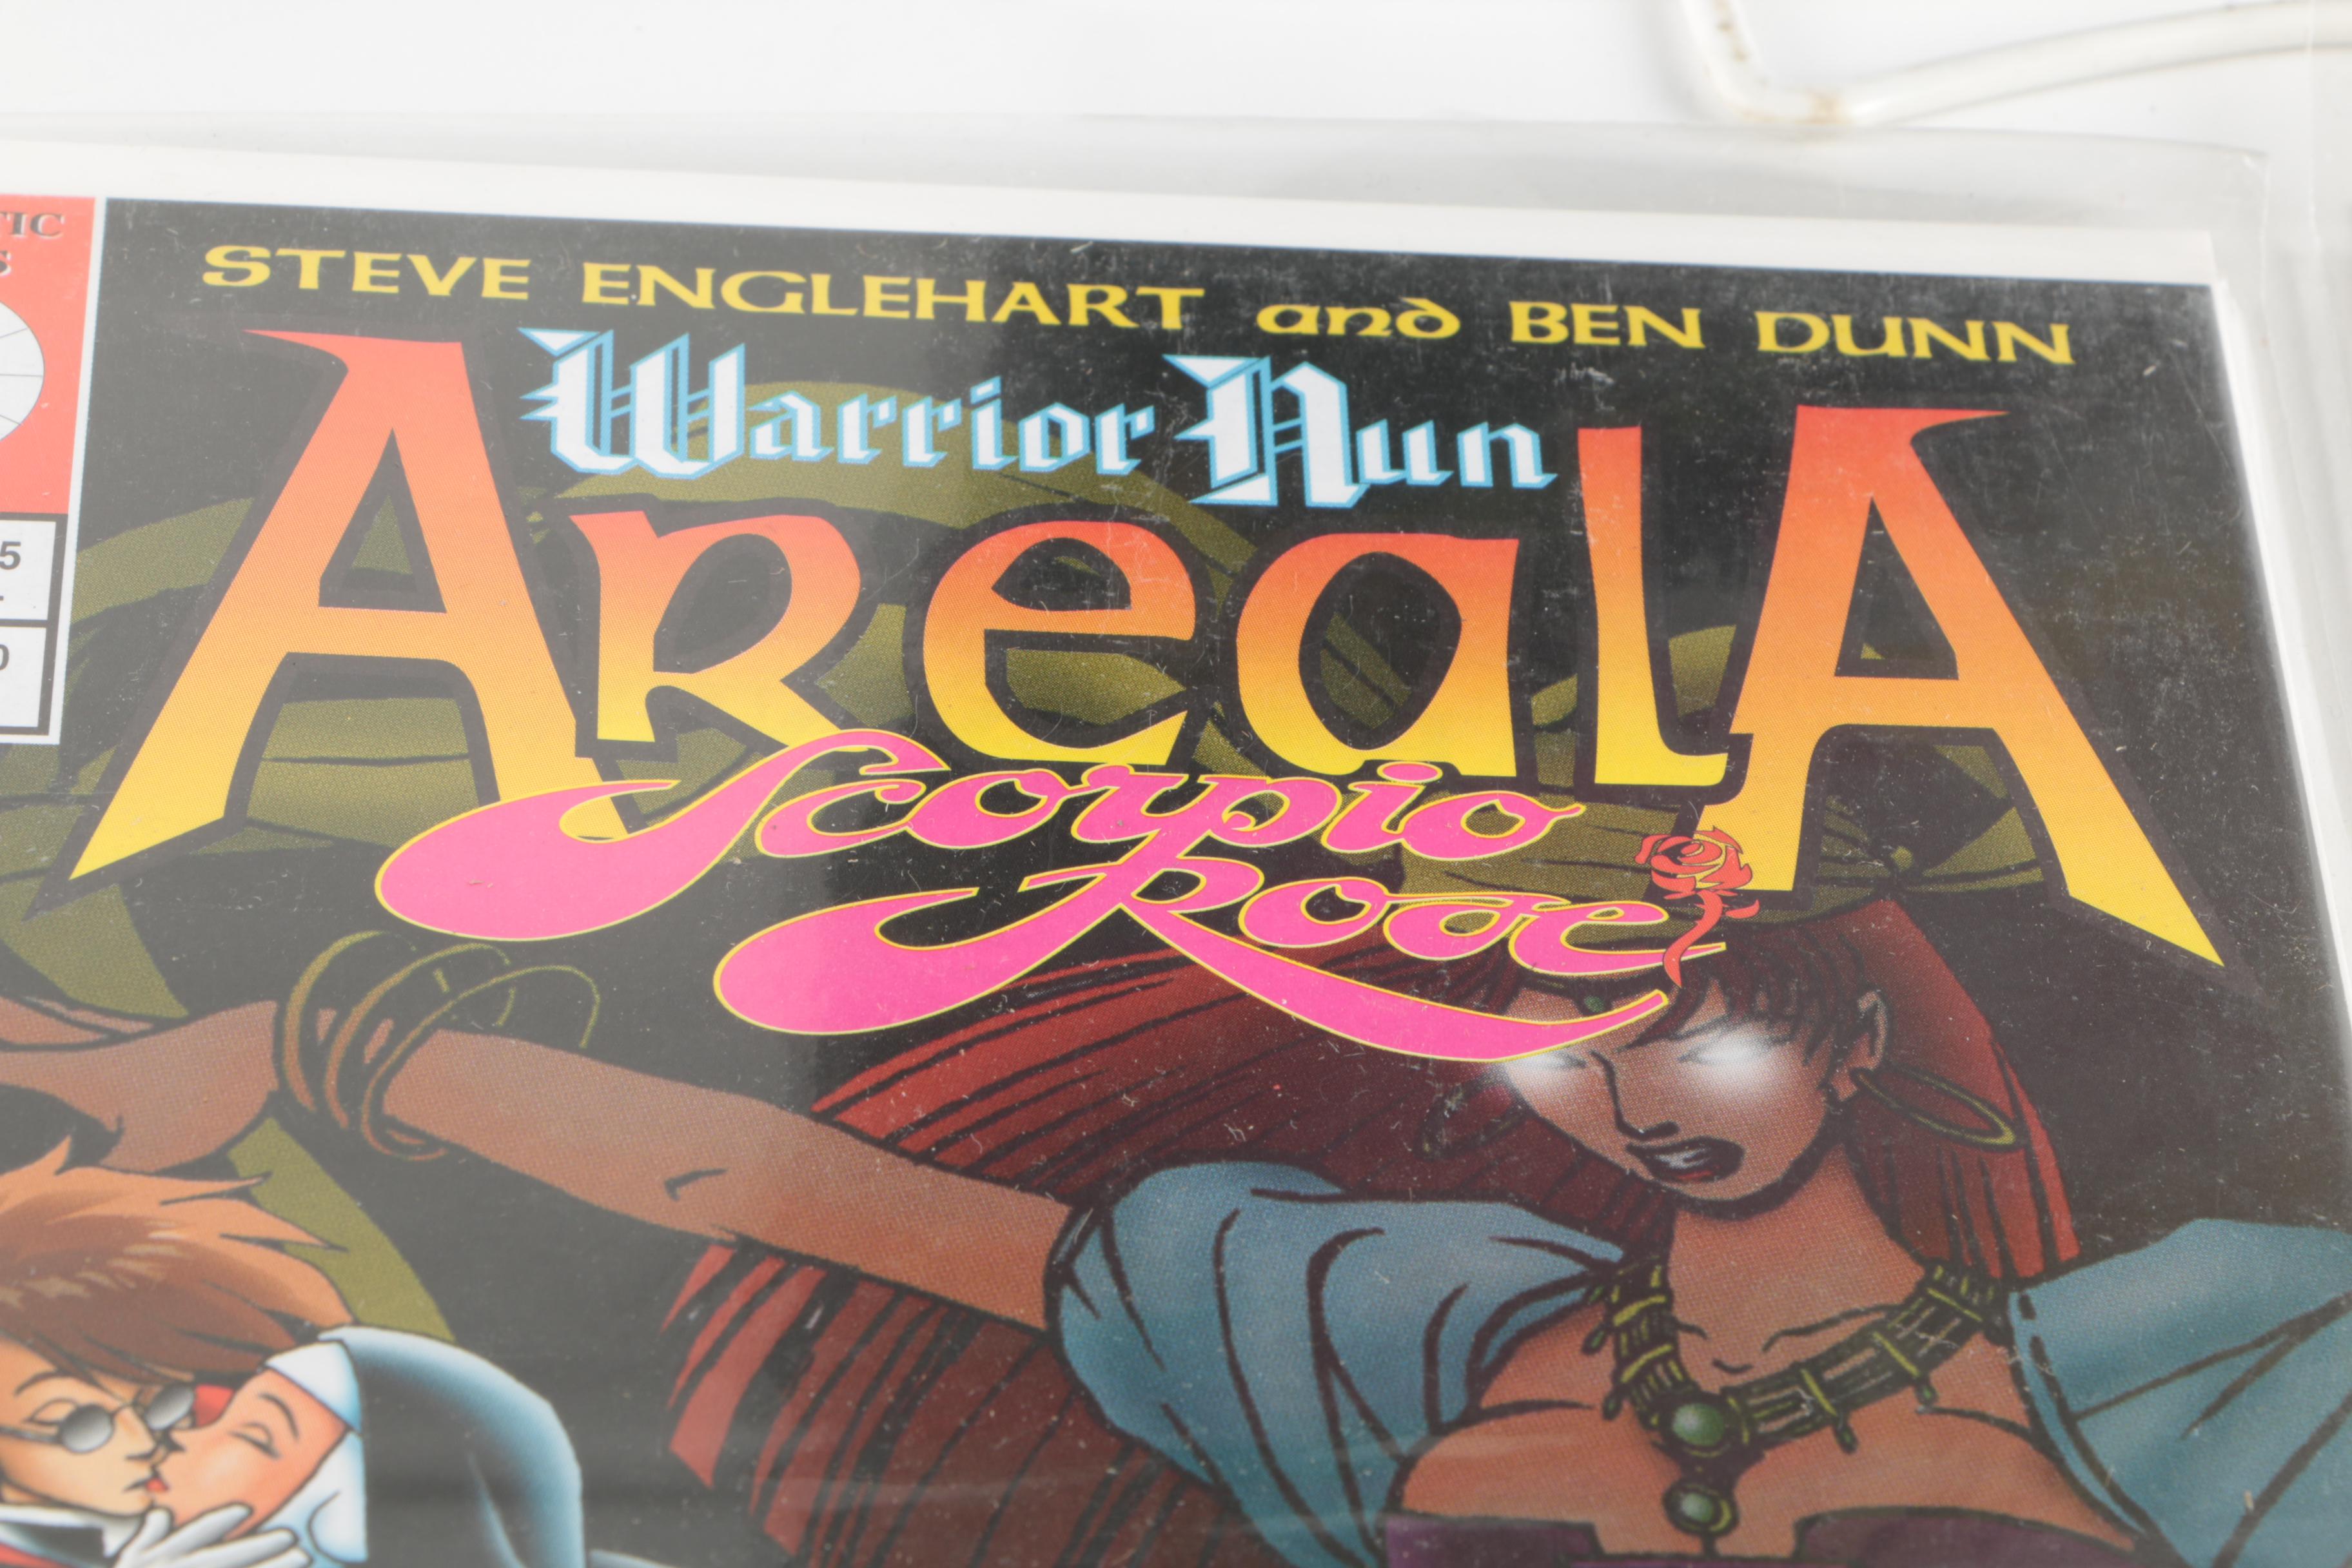 STEVE ENGLEHART and BEN DUNN
Warrior Nun
AReaLA
Scorpio
Rose